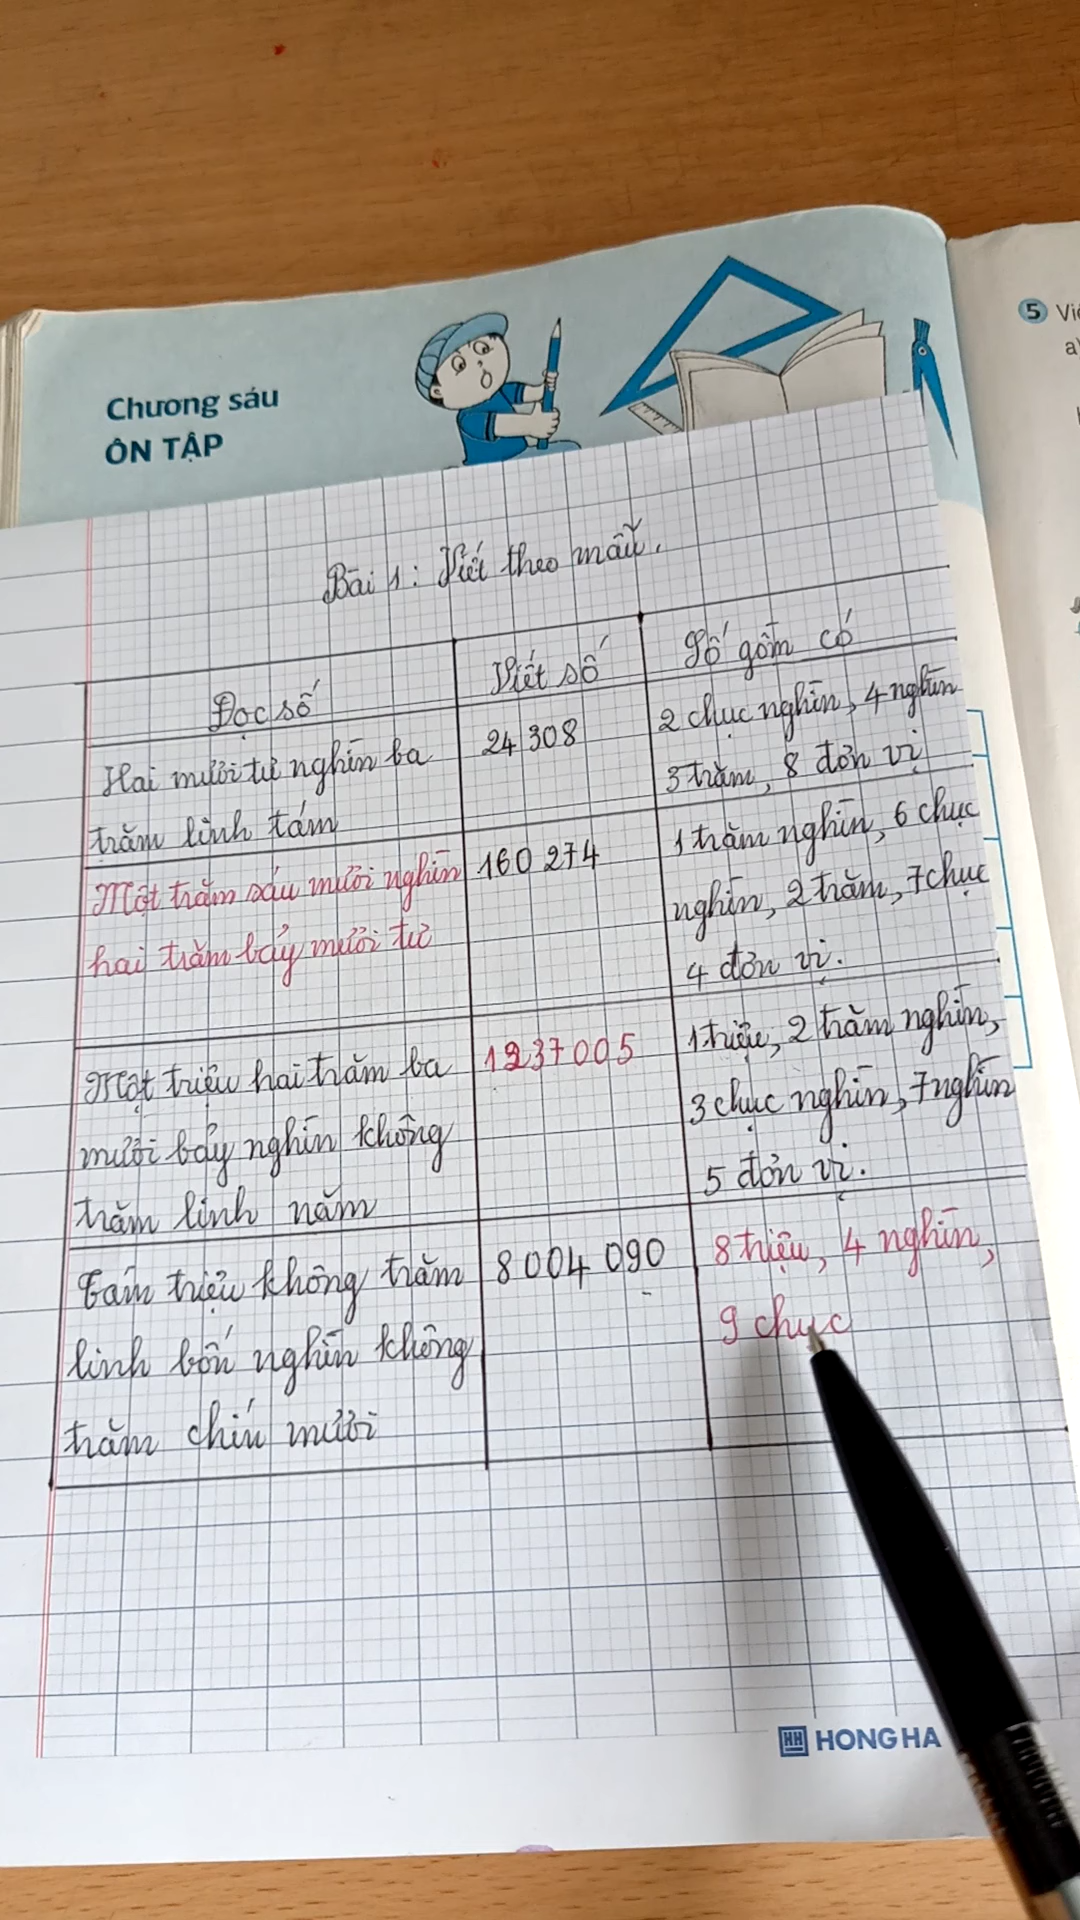 Chương sáu
ÔN TẬP
5 Viế
a)
Bài 1: Viết theo mẫu.
Đọc số
Viết số
Số gồm có
Hai mươi tư nghìn ba
trăm linh tám
24 308
2 chục nghìn, 4 nghìn
3 trăm, 8 đơn vị
Một trăm sáu mươi nghìn
hai trăm bảy mươi tư
160 274
1 trăm nghìn, 6 chục
nghìn, 2 trăm, 7 chục
4 đơn vị.
Một triệu hai trăm ba
mươi bảy nghìn không
trăm linh năm
1237005
1 triệu, 2 trăm nghìn,
3 chục nghìn, 7 nghìn
5 đơn vị.
Tám triệu không trăm
linh bốn nghìn không
trăm chín mươi
8 004 090
8 triệu, 4 nghìn,
9 chục
HH HONG HA